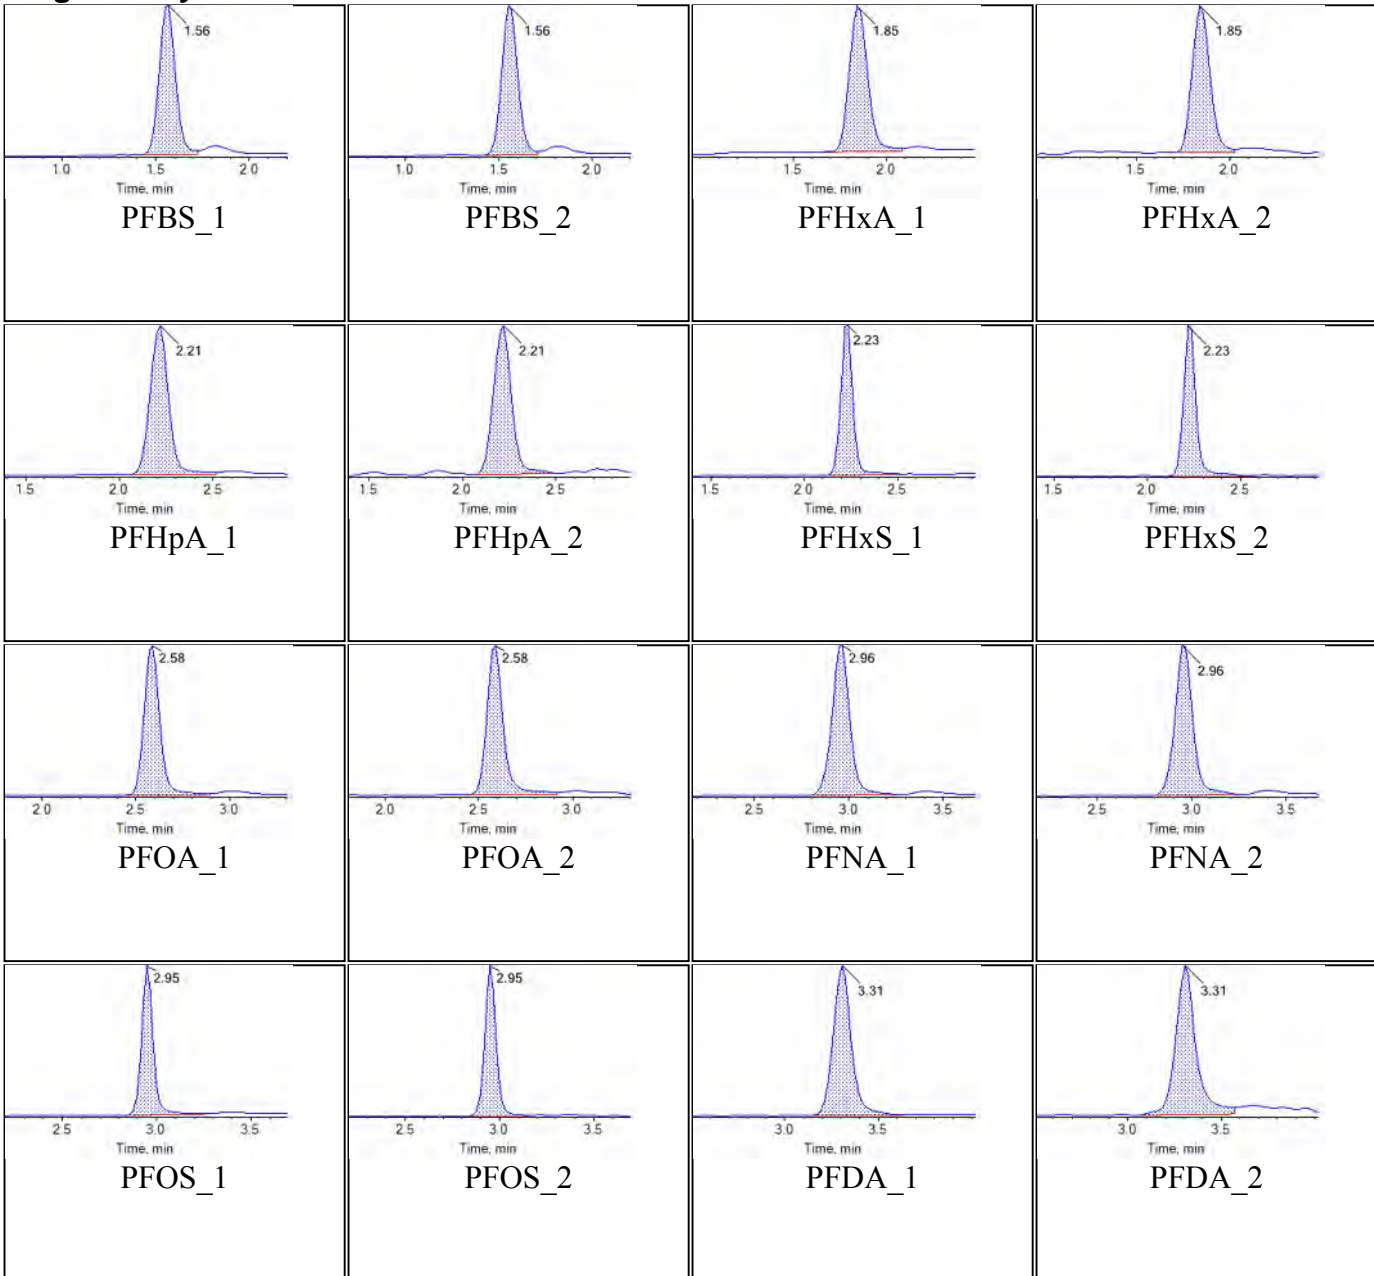 1.56 1.56 1.85 1.85
1.0 1.5 2.0 1.0 1.5 2.0 1.5 2.0 1.5 2.0
Time, min Time, min Time, min Time, min
PFBS_1 PFBS_2 PFHxA_1 PFHxA_2
2.21 2.21 2.23 2.23
1.5 2.0 2.5 1.5 2.0 2.5 1.5 2.0 2.5 1.5 2.0 2.5
Time, min Time, min Time, min Time, min
PFHpA_1 PFHpA_2 PFHxS_1 PFHxS_2
2.58 2.58 2.96 2.96
2.0 2.5 3.0 2.0 2.5 3.0 2.5 3.0 3.5 2.5 3.0 3.5
Time, min Time, min Time, min Time, min
PFOA_1 PFOA_2 PFNA_1 PFNA_2
2.95 2.95 3.31 3.31
2.5 3.0 3.5 2.5 3.0 3.5 3.0 3.5 3.0 3.5
Time, min Time, min Time, min Time, min
PFOS_1 PFOS_2 PFDA_1 PFDA_2